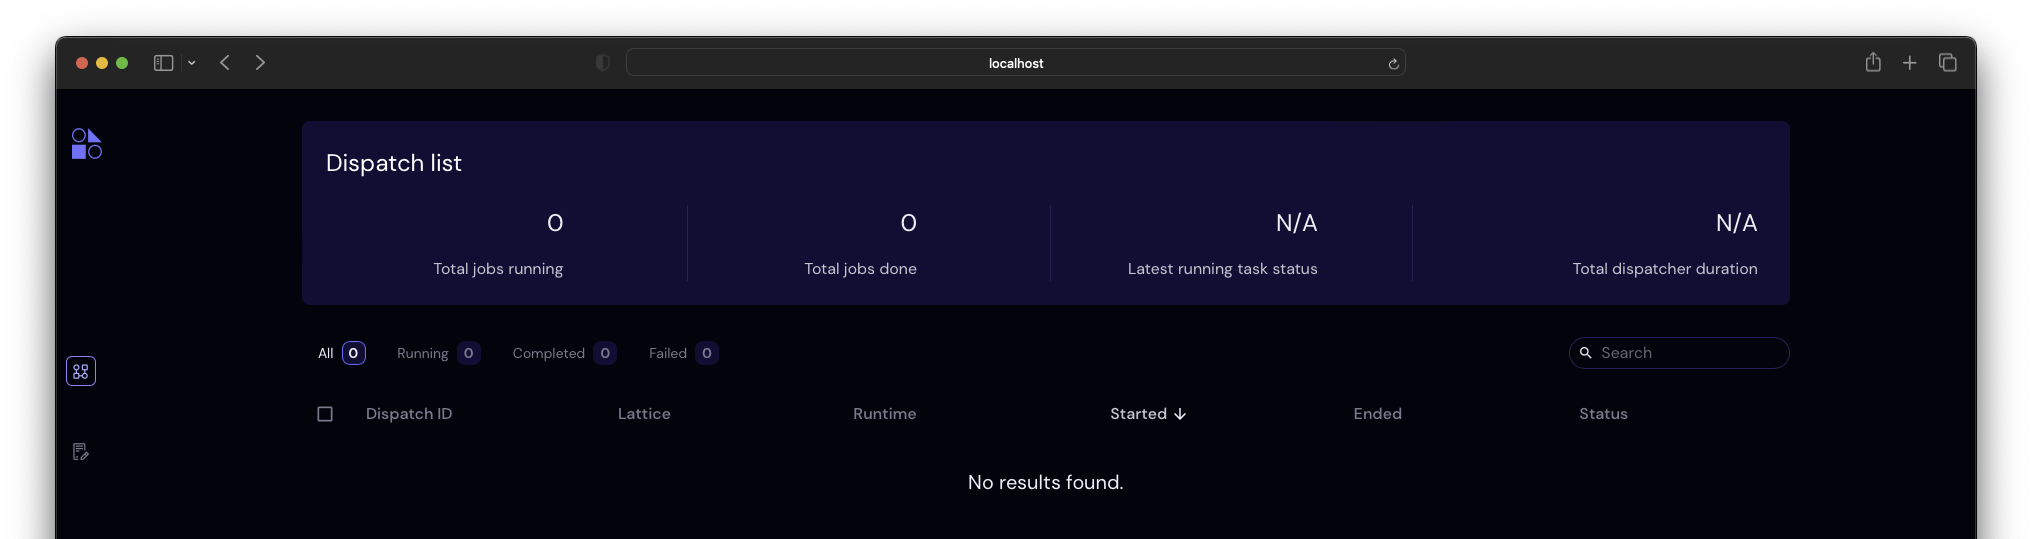 localhost
Dispatch list
0 0 N/A N/A
Total jobs running Total jobs done Latest running task status Total dispatcher duration
All 0 Running 0 Completed 0 Failed 0 Search
Dispatch ID Lattice Runtime Started Ended Status
No results found.